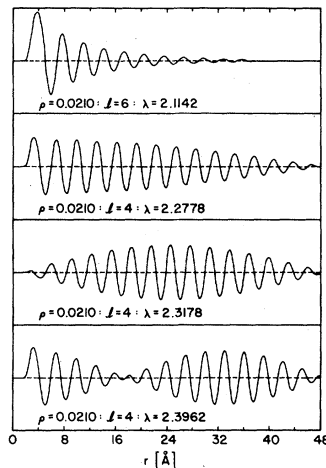 ρ=0.0210: ℓ=6 : λ=2.1142
ρ=0.0210: ℓ=4 : λ=2.2778
ρ=0.0210: ℓ=4 : λ=2.3178
ρ=0.0210: ℓ=4 : λ=2.3962
0 8 16 24 32 40 48
r [Å]